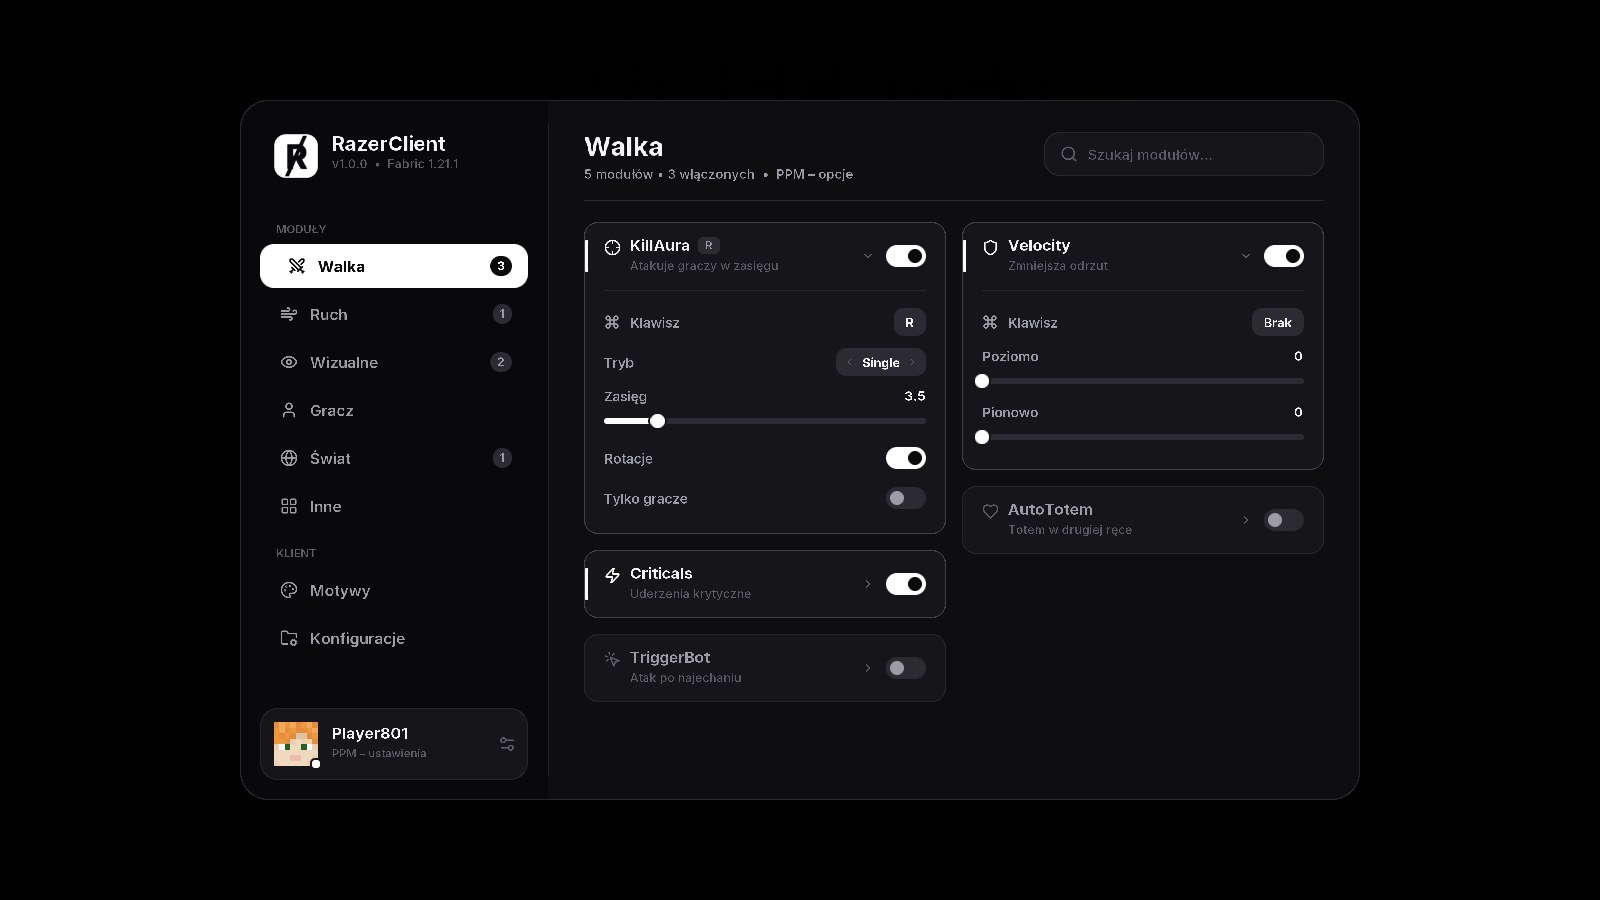 RazerClient
v1.0.0 • Fabric 1.21.1
MODUŁY
Walka 3
Ruch 1
Wizualne 2
Gracz
Świat 1
Inne
KLIENT
Motywy
Konfiguracje
Player801
PPM – ustawienia
Walka
5 modułów • 3 włączonych • PPM – opcje
Szukaj modułów...
KillAura R
Atakuje graczy w zasięgu
Klawisz R
Tryb Single
Zasięg 3.5
Rotacje
Tylko gracze
Criticals
Uderzenia krytyczne
TriggerBot
Atak po najechaniu
Velocity
Zmniejsza odrzut
Klawisz Brak
Poziomo 0
Pionowo 0
AutoTotem
Totem w drugiej ręce